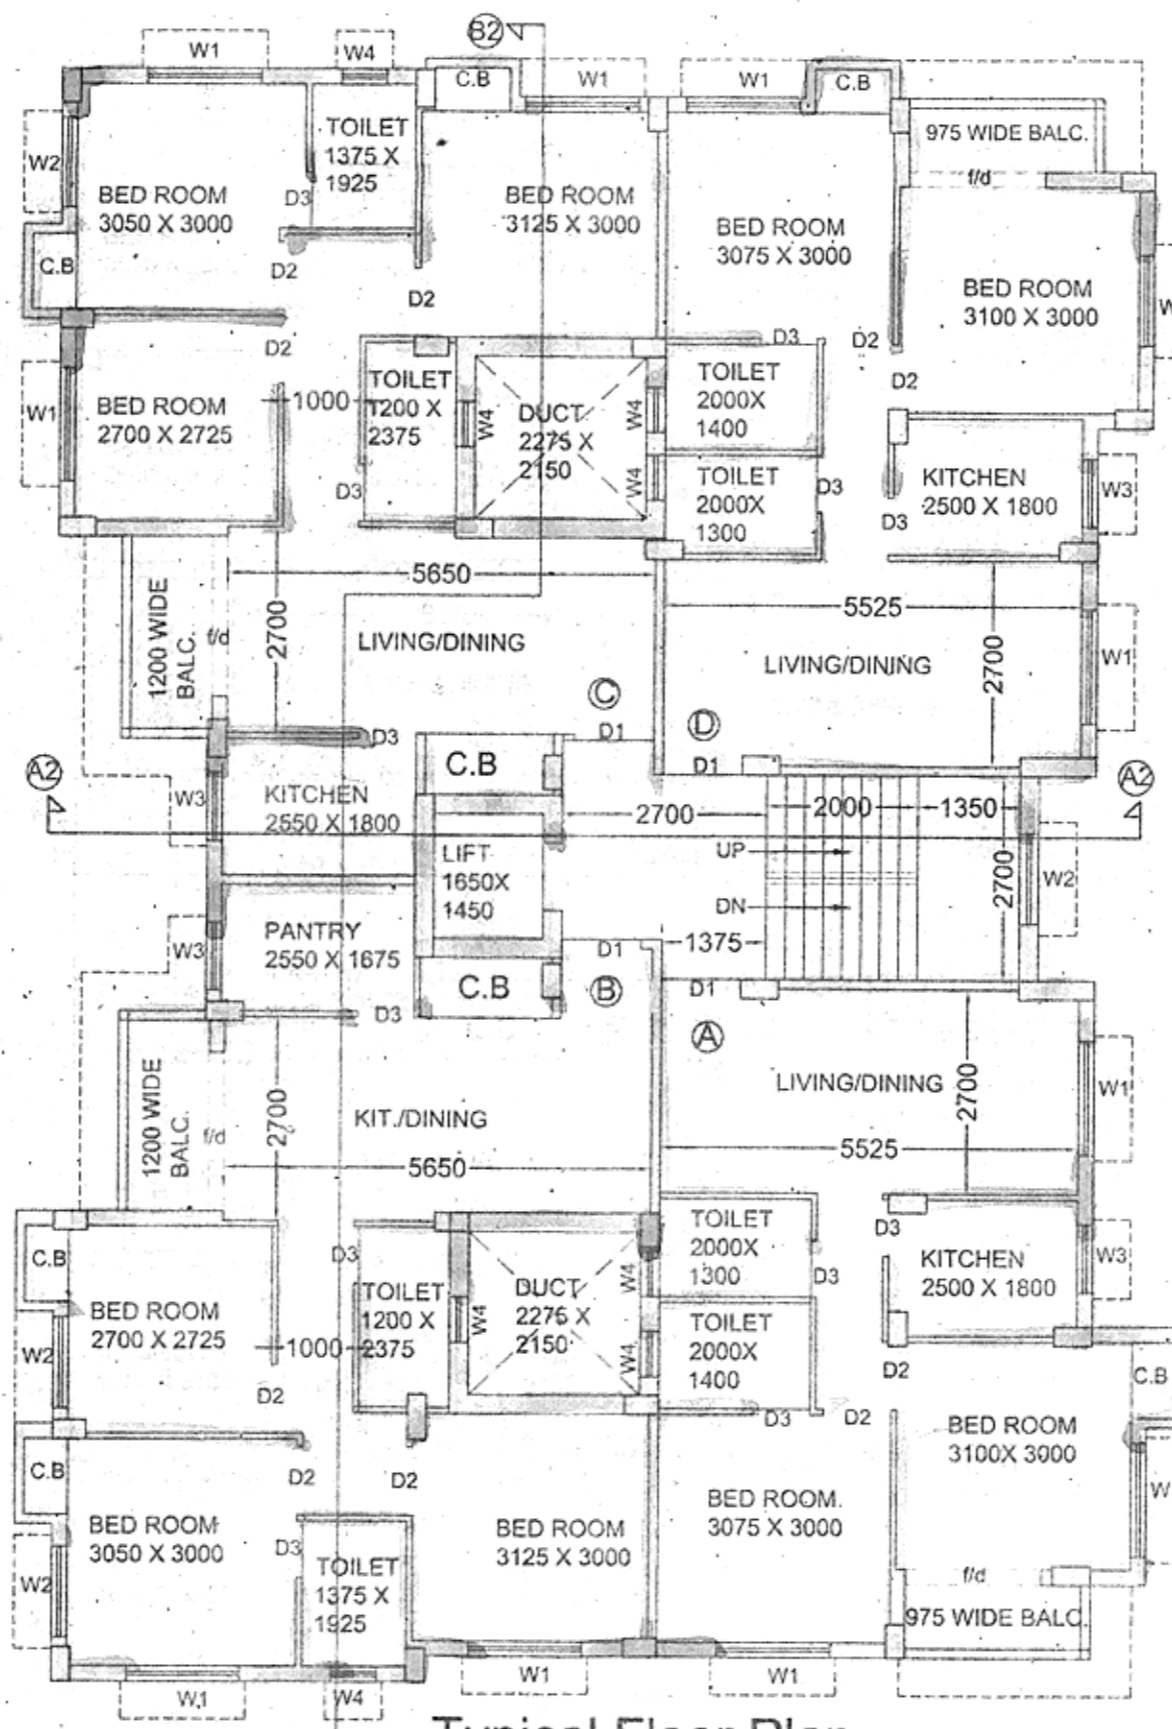 B2
W1
W4
C.B
W1
W1
C.B
975 WIDE BALC.
f/d
W2
BED ROOM
3050 X 3000
TOILET
1375 X
1925
D3
BED ROOM
3125 X 3000
BED ROOM
3075 X 3000
BED ROOM
3100 X 3000
W
C.B
D2
D2
D2
D3
D2
D2
W1
BED ROOM
2700 X 2725
1000
TOILET
1200 X
2375
D3
W4
DUCT
2275 X
2150
W4
W4
TOILET
2000X
1400
TOILET
2000X
1300
D3
KITCHEN
2500 X 1800
D3
W3
1200 WIDE
BALC.
f/d
5650
2700
LIVING/DINING
C
D1
5525
LIVING/DINING
2700
W1
D
D1
A2
D3
C.B
A2
W3
KITCHEN
2550 X 1800
2700
2000
1350
LIFT
1650X
1450
UP
DN
2700
W2
W3
PANTRY
2550 X 1675
D1
1375
C.B
B
D1
D3
A
1200 WIDE
BALC.
f/d
2700
KIT./DINING
5650
LIVING/DINING
2700
5525
W1
C.B
BED ROOM
2700 X 2725
W2
1000
D2
D3
TOILET
1200 X
2375
W4
DUCT
2275 X
2150
W4
W4
TOILET
2000X
1300
D3
TOILET
2000X
1400
D3
D2
D3
KITCHEN
2500 X 1800
W3
D2
C.B
C.B
BED ROOM
3050 X 3000
D2
D2
D3
W2
TOILET
1375 X
1925
BED ROOM
3125 X 3000
BED ROOM.
3075 X 3000
BED ROOM
3100X 3000
W
f/d
975 WIDE BALC.
W1
W4
W1
W1
Typical Floor Plan